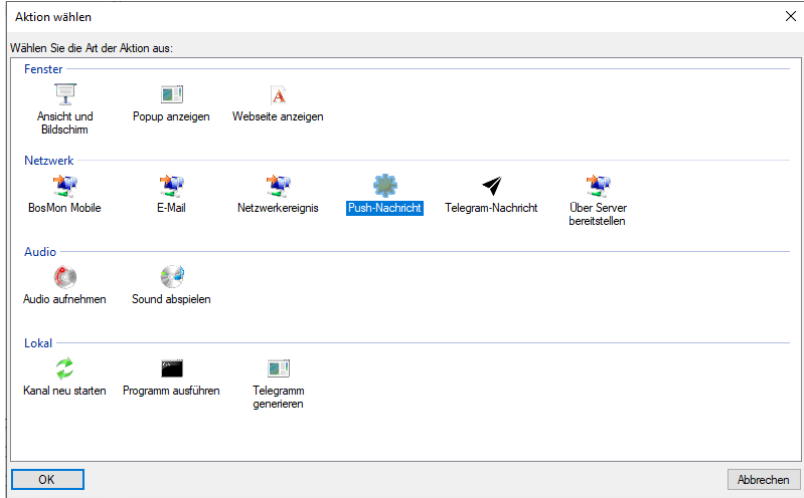 Aktion wählen
Wählen Sie die Art der Aktion aus:
Fenster
Ansicht und
Bildschirm
Popup anzeigen
Webseite anzeigen
Netzwerk
BosMon Mobile
E-Mail
Netzwerkereignis
Push-Nachricht
Telegram-Nachricht
Über Server
bereitstellen
Audio
Audio aufnehmen
Sound abspielen
Lokal
Kanal neu starten
Programm ausführen
Telegramm
generieren
OK
Abbrechen